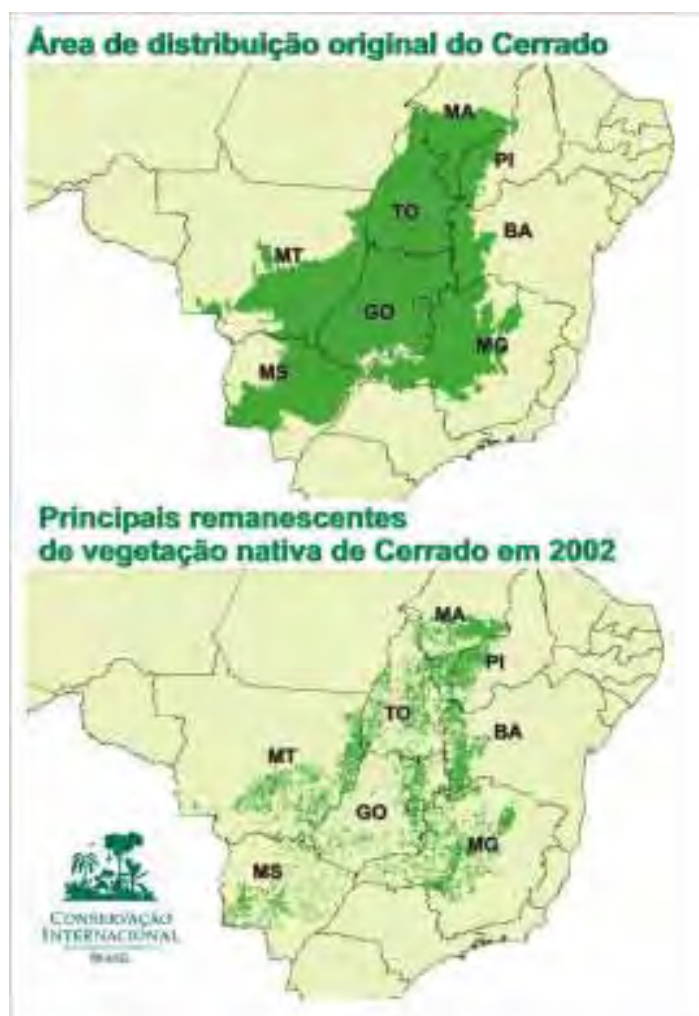 Área de distribuição original do Cerrado
MA
PI
TO
BA
MT
GO
MG
MS
Principais remanescentes
de vegetação nativa de Cerrado em 2002
MA
PI
TO
BA
MT
GO
MG
MS
CONSERVAÇÃO
INTERNACIONAL
BRASIL